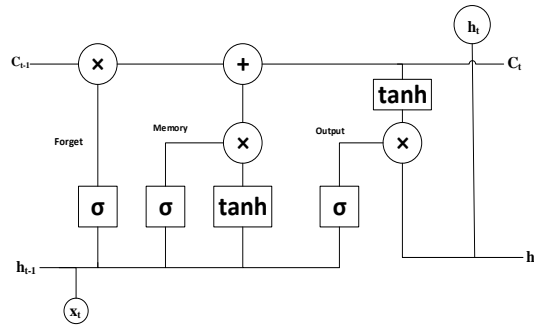 hₜ
Cₜ₋₁ × + Cₜ
tanh
Forget Memory × Output ×
σ σ tanh σ
hₜ₋₁ h
xₜ